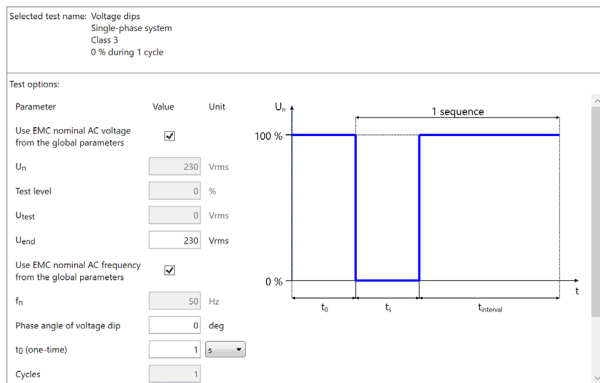 Selected test name: Voltage dips
Single-phase system
Class 3
0 % during 1 cycle
Test options:
Parameter Value Unit
Use EMC nominal AC voltage
from the global parameters
Un 230 Vrms
Test level 0 %
Utest 0 Vrms
Uend 230 Vrms
Use EMC nominal AC frequency
from the global parameters
fn 50 Hz
Phase angle of voltage dip 0 deg
t0 (one-time) 1 s
Cycles 1
Un
1 sequence
100 %
0 %
t
t0 ts tinterval